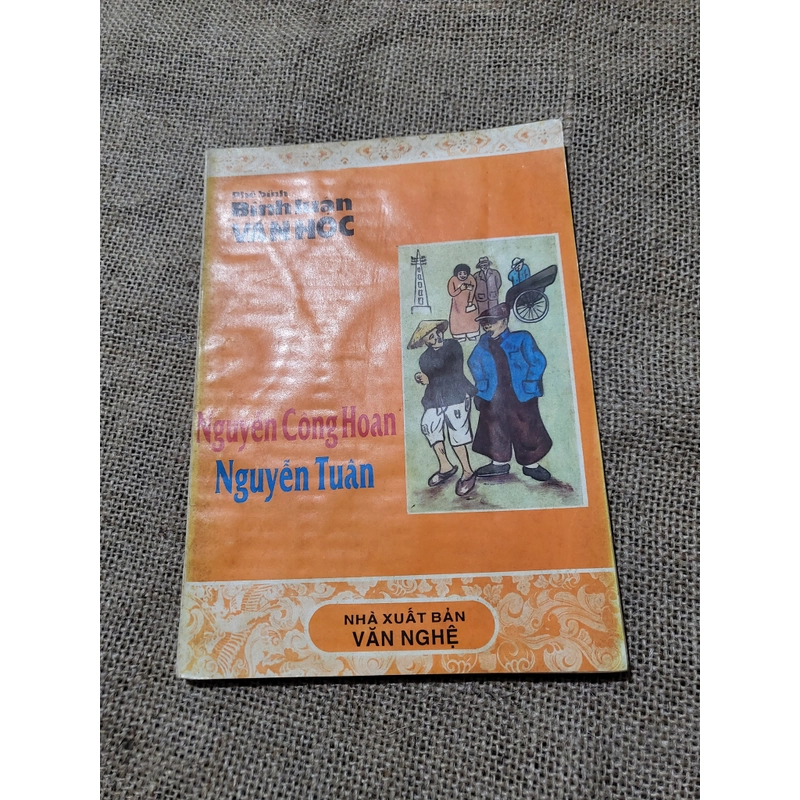 Phê bình
Bình luận
VĂN HỌC
Nguyễn Công Hoan
Nguyễn Tuân
NHÀ XUẤT BẢN
VĂN NGHỆ